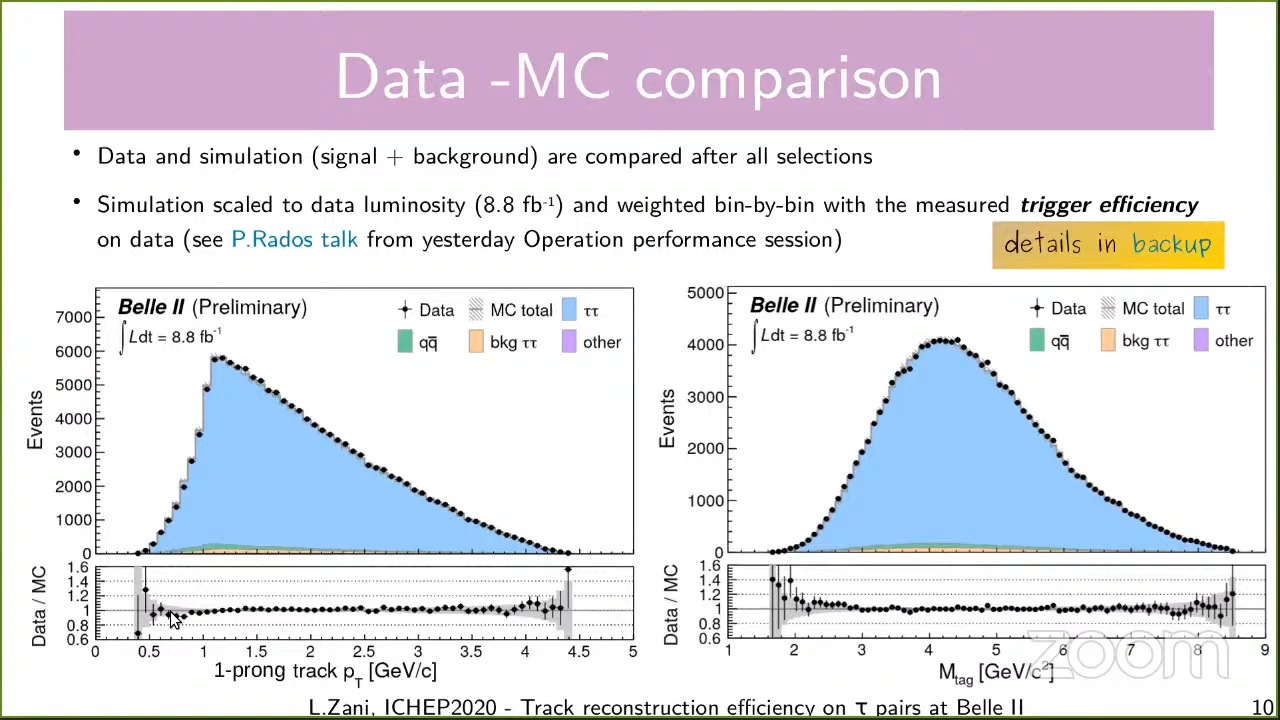 Data -MC comparison
• Data and simulation (signal + background) are compared after all selections
• Simulation scaled to data luminosity (8.8 fb-1) and weighted bin-by-bin with the measured trigger efficiency
on data (see P.Rados talk from yesterday Operation performance session)
details in backup
Belle II (Preliminary)
∫Ldt = 8.8 fb-1
Data MC total ττ
qq̅ bkg ττ other
Events
7000
6000
5000
4000
3000
2000
1000
0
Data / MC
1.6
1.4
1.2
1
0.8
0.6
0 0.5 1 1.5 2 2.5 3 3.5 4 4.5 5
1-prong track pT [GeV/c]
Belle II (Preliminary)
∫Ldt = 8.8 fb-1
Data MC total ττ
qq̅ bkg ττ other
Events
5000
4000
3000
2000
1000
0
Data / MC
1.6
1.4
1.2
1
0.8
0.6
1 2 3 4 5 6 7 8 9
Mtag [GeV/c2]
zoom
L.Zani, ICHEP2020 - Track reconstruction efficiency on τ pairs at Belle II
10